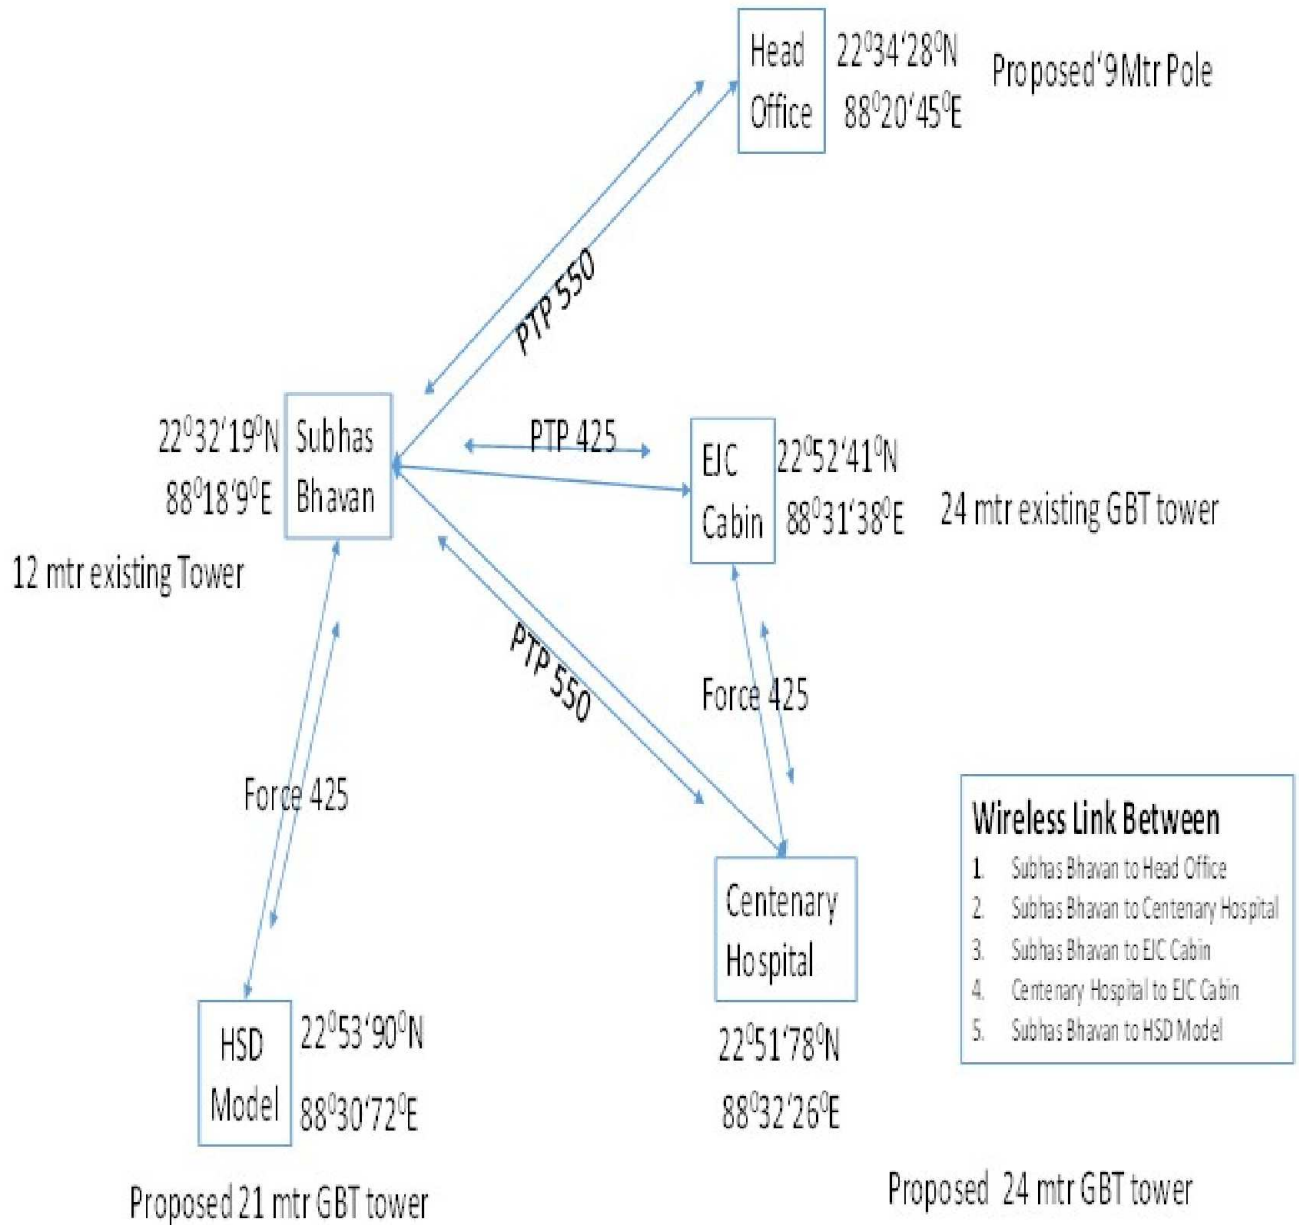 Head
Office
22⁰34‘28⁰N
88⁰20‘45⁰E
Proposed‘9Mtr Pole
PTP 550
22⁰32‘19⁰N
88⁰18‘9⁰E
Subhas
Bhavan
12 mtr existing Tower
PTP 425
EJC
Cabin
22⁰52‘41⁰N
88⁰31‘38⁰E
24 mtr existing GBT tower
PTP 550
Force 425
Force 425
Centenary
Hospital
22⁰51‘78⁰N
88⁰32‘26⁰E
Proposed 24 mtr GBT tower
HSD
Model
22⁰53‘90⁰N
88⁰30‘72⁰E
Proposed 21 mtr GBT tower
Wireless Link Between
1. Subhas Bhavan to Head Office
2. Subhas Bhavan to Centenary Hospital
3. Subhas Bhavan to EJC Cabin
4. Centenary Hospital to EJC Cabin
5. Subhas Bhavan to HSD Model